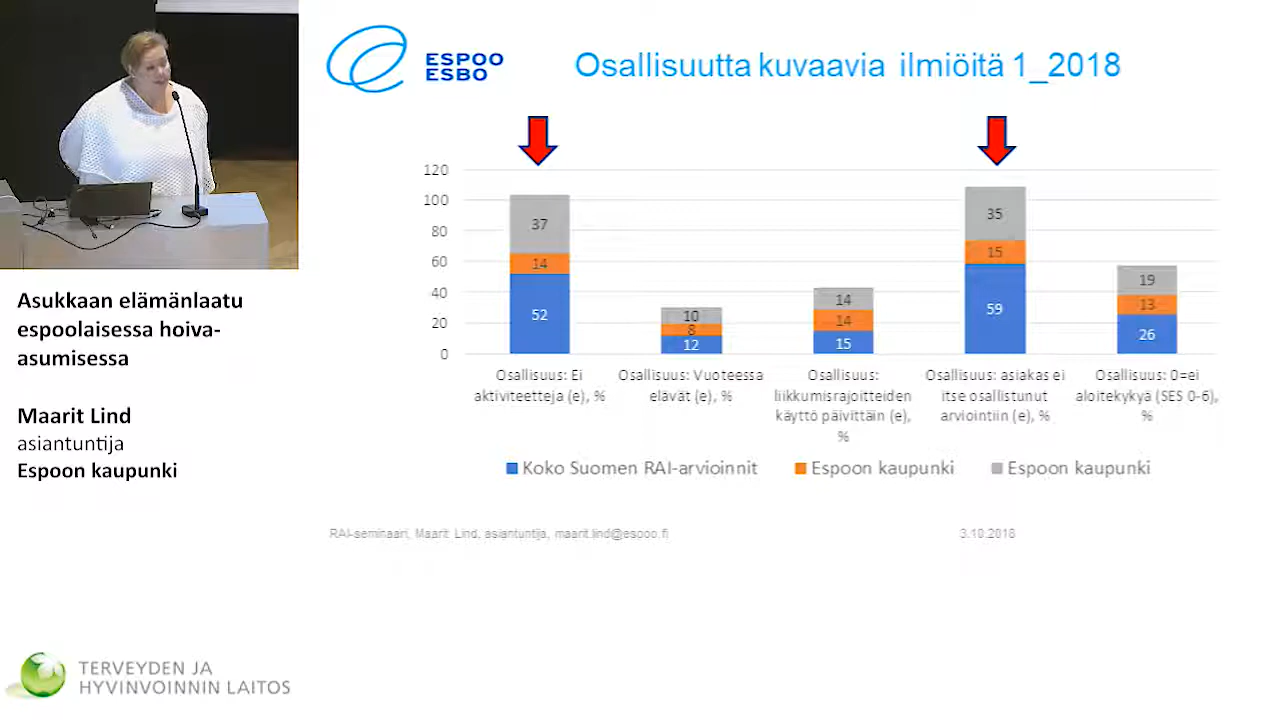 ESPOO
ESBO
Osallisuutta kuvaavia ilmiöitä 1_2018
120
100
80
60
40
20
0
37
14
52
10
8
12
14
14
15
35
15
59
19
13
26
Osallisuus: Ei
aktiviteetteja (e), %
Osallisuus: Vuoteessa
elävät (e), %
Osallisuus:
liikkumisrajoitteiden
käyttö päivittäin (e),
%
Osallisuus: asiakas ei
itse osallistunut
arviointiin (e), %
Osallisuus: 0=ei
aloitekykyä (SES 0-6),
%
Koko Suomen RAI-arvioinnit
Espoon kaupunki
Espoon kaupunki
RAI-seminaari, Maarit Lind, asiantuntija, maarit.lind@espoo.fi
3.10.2018
Asukkaan elämänlaatu
espoolaisessa hoiva-
asumisessa
Maarit Lind
asiantuntija
Espoon kaupunki
TERVEYDEN JA
HYVINVOINNIN LAITOS